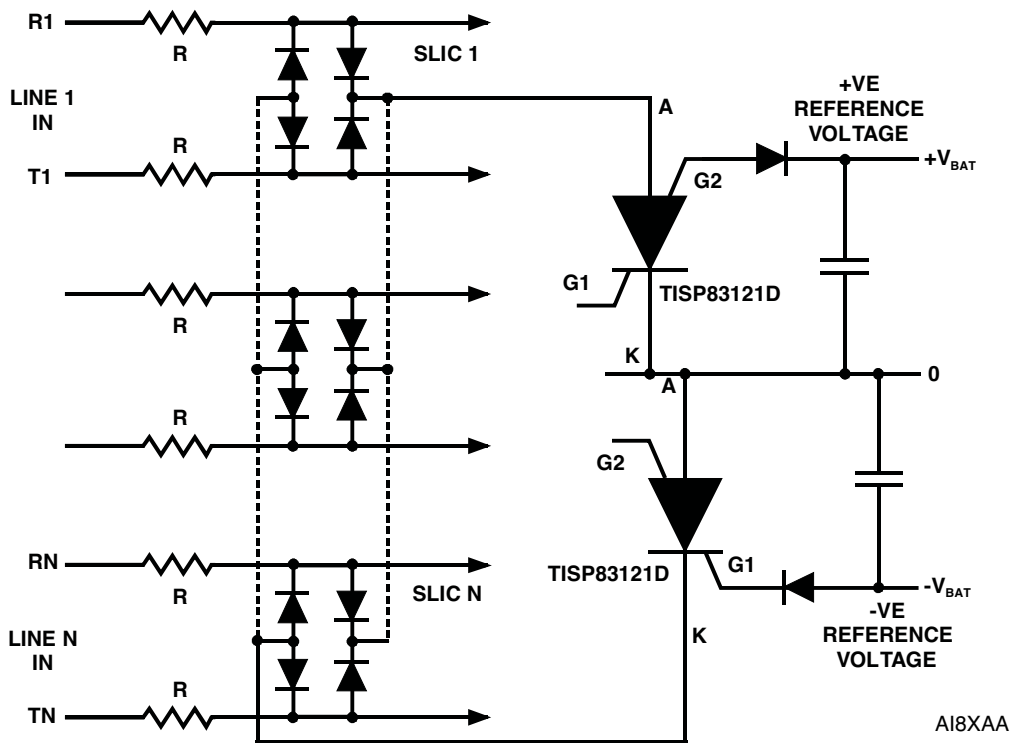 R1
R
SLIC 1
LINE 1
IN
R
T1
A
+VE
REFERENCE
VOLTAGE
+VBAT
G2
G1
TISP83121D
R
K
0
A
R
G2
RN
R
SLIC N
TISP83121D
G1
-VBAT
-VE
REFERENCE
VOLTAGE
K
LINE N
IN
R
TN
AI8XAA